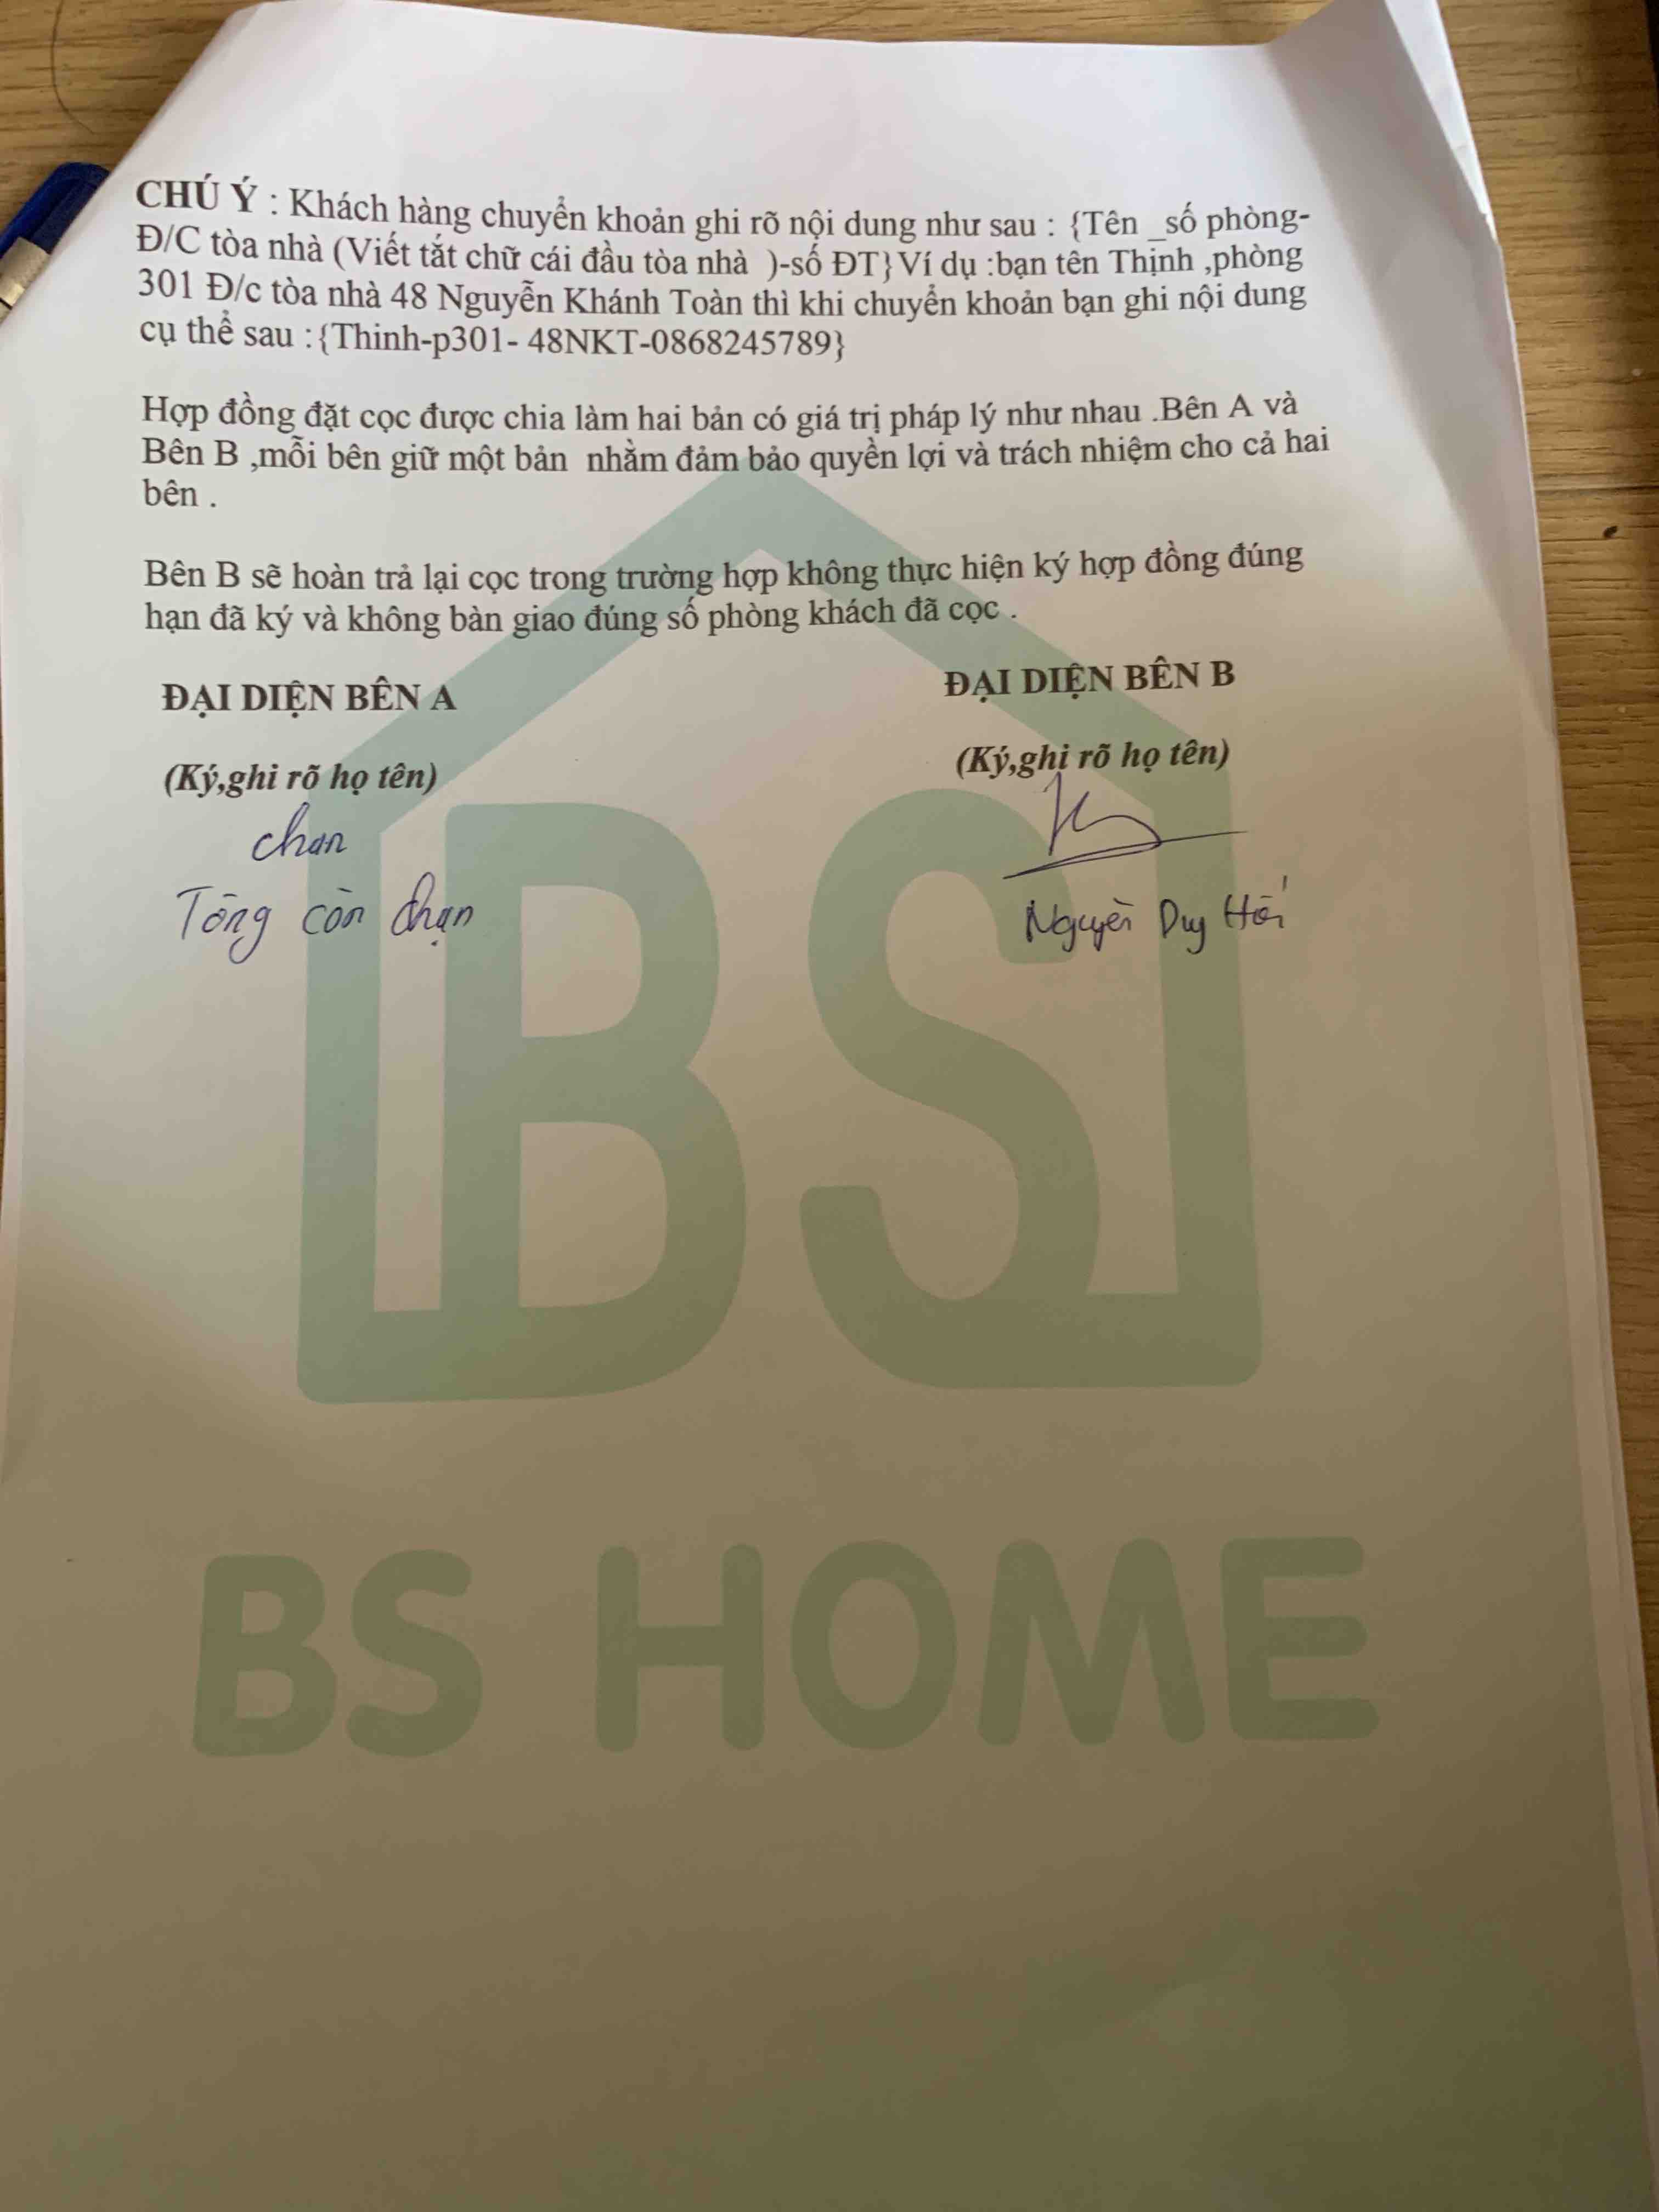 CHÚ Ý : Khách hàng chuyển khoản ghi rõ nội dung như sau : {Tên _số phòng-
Đ/C tòa nhà (Viết tắt chữ cái đầu tòa nhà )-số ĐT}Ví dụ :bạn tên Thịnh ,phòng
301 Đ/c tòa nhà 48 Nguyễn Khánh Toàn thì khi chuyển khoản bạn ghi nội dung
cụ thể sau :{Thinh-p301- 48NKT-0868245789}
Hợp đồng đặt cọc được chia làm hai bản có giá trị pháp lý như nhau .Bên A và
Bên B ,mỗi bên giữ một bản nhằm đảm bảo quyền lợi và trách nhiệm cho cả hai
bên .
Bên B sẽ hoàn trả lại cọc trong trường hợp không thực hiện ký hợp đồng đúng
hạn đã ký và không bàn giao đúng số phòng khách đã cọc .
ĐẠI DIỆN BÊN A
ĐẠI DIỆN BÊN B
(Ký,ghi rõ họ tên)
(Ký,ghi rõ họ tên)
chan
Tòng còn chạn
Nguyễn Duy
BS
BS HOME